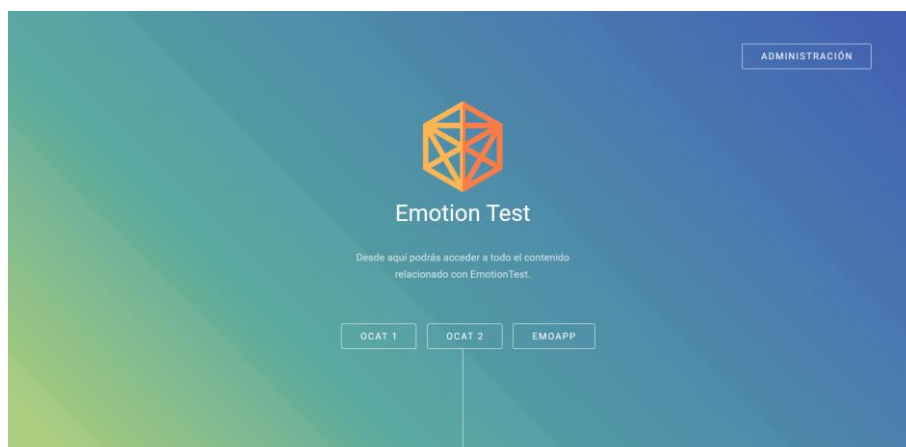 ADMINISTRACIÓN
Emotion Test
Desde aquí podrás acceder a todo el contenido
relacionado con EmotionTest.
OCAT 1
OCAT 2
EMOAPP